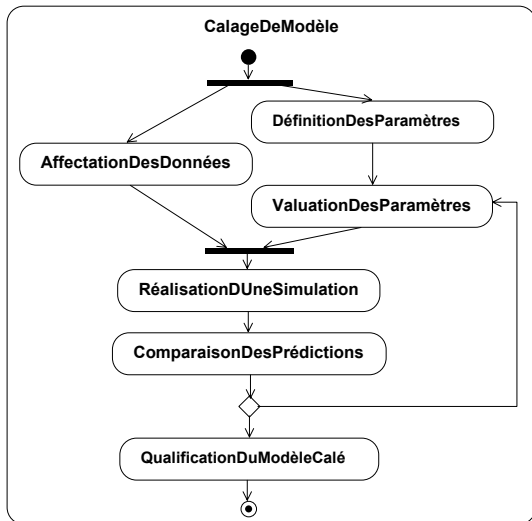 CalageDeModèle
DéfinitionDesParamètres
AffectationDesDonnées
ValuationDesParamètres
RéalisationDUneSimulation
ComparaisonDesPrédictions
QualificationDuModèleCalé